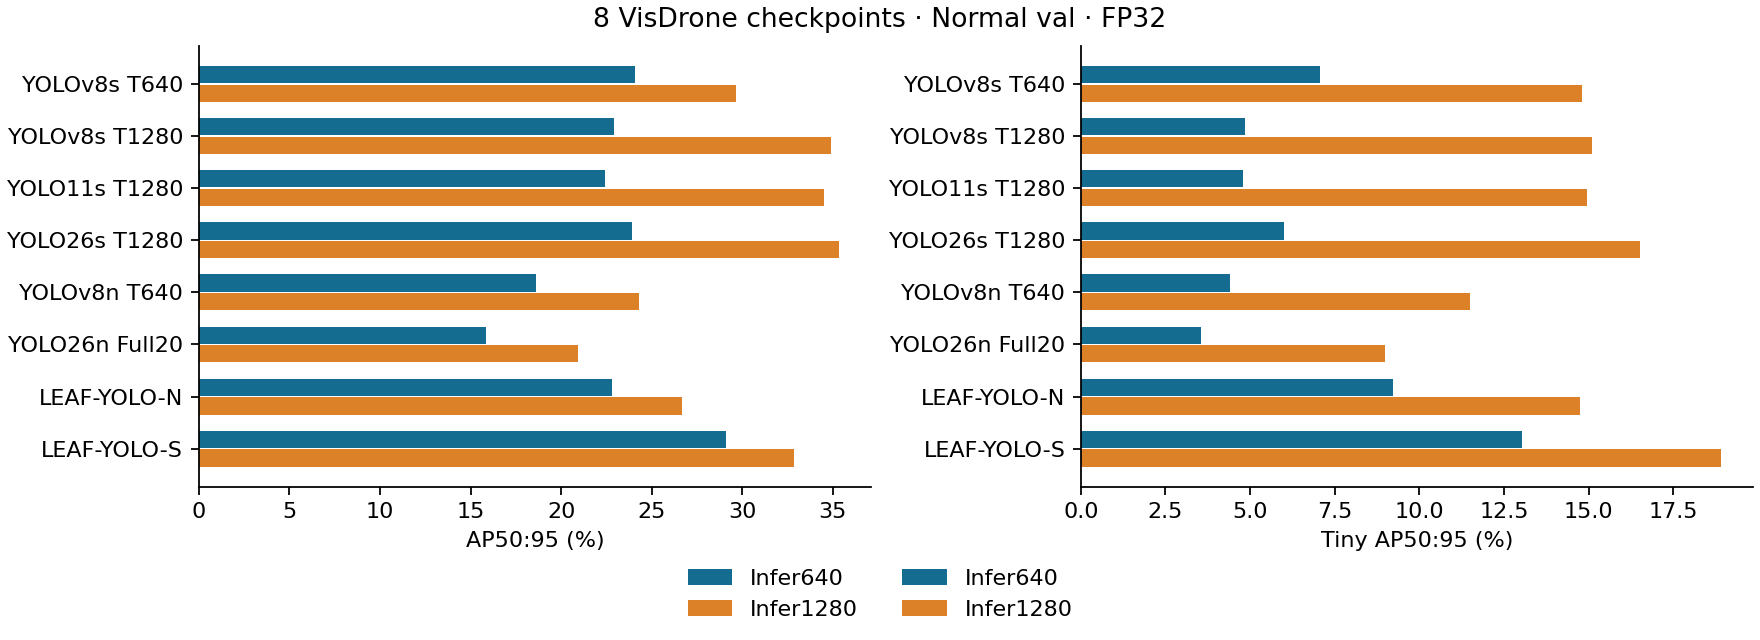 8 VisDrone checkpoints · Normal val · FP32
YOLOv8s T640
YOLOv8s T1280
YOLO11s T1280
YOLO26s T1280
YOLOv8n T640
YOLO26n Full20
LEAF-YOLO-N
LEAF-YOLO-S
0 5 10 15 20 25 30 35
AP50:95 (%)
YOLOv8s T640
YOLOv8s T1280
YOLO11s T1280
YOLO26s T1280
YOLOv8n T640
YOLO26n Full20
LEAF-YOLO-N
LEAF-YOLO-S
0.0 2.5 5.0 7.5 10.0 12.5 15.0 17.5
Tiny AP50:95 (%)
Infer640 Infer640
Infer1280 Infer1280